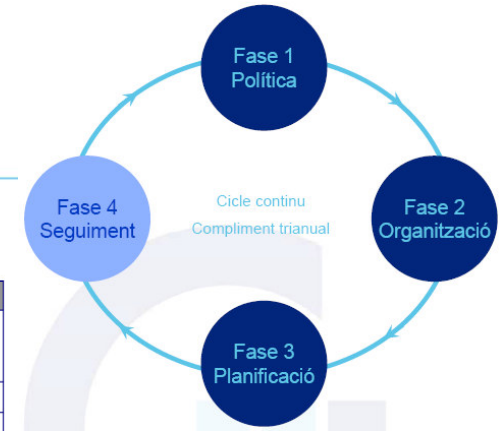 Fase 1
Política
Fase 4
Seguiment
Cicle continu
Compliment trianual
Fase 2
Organització
Fase 3
Planificació